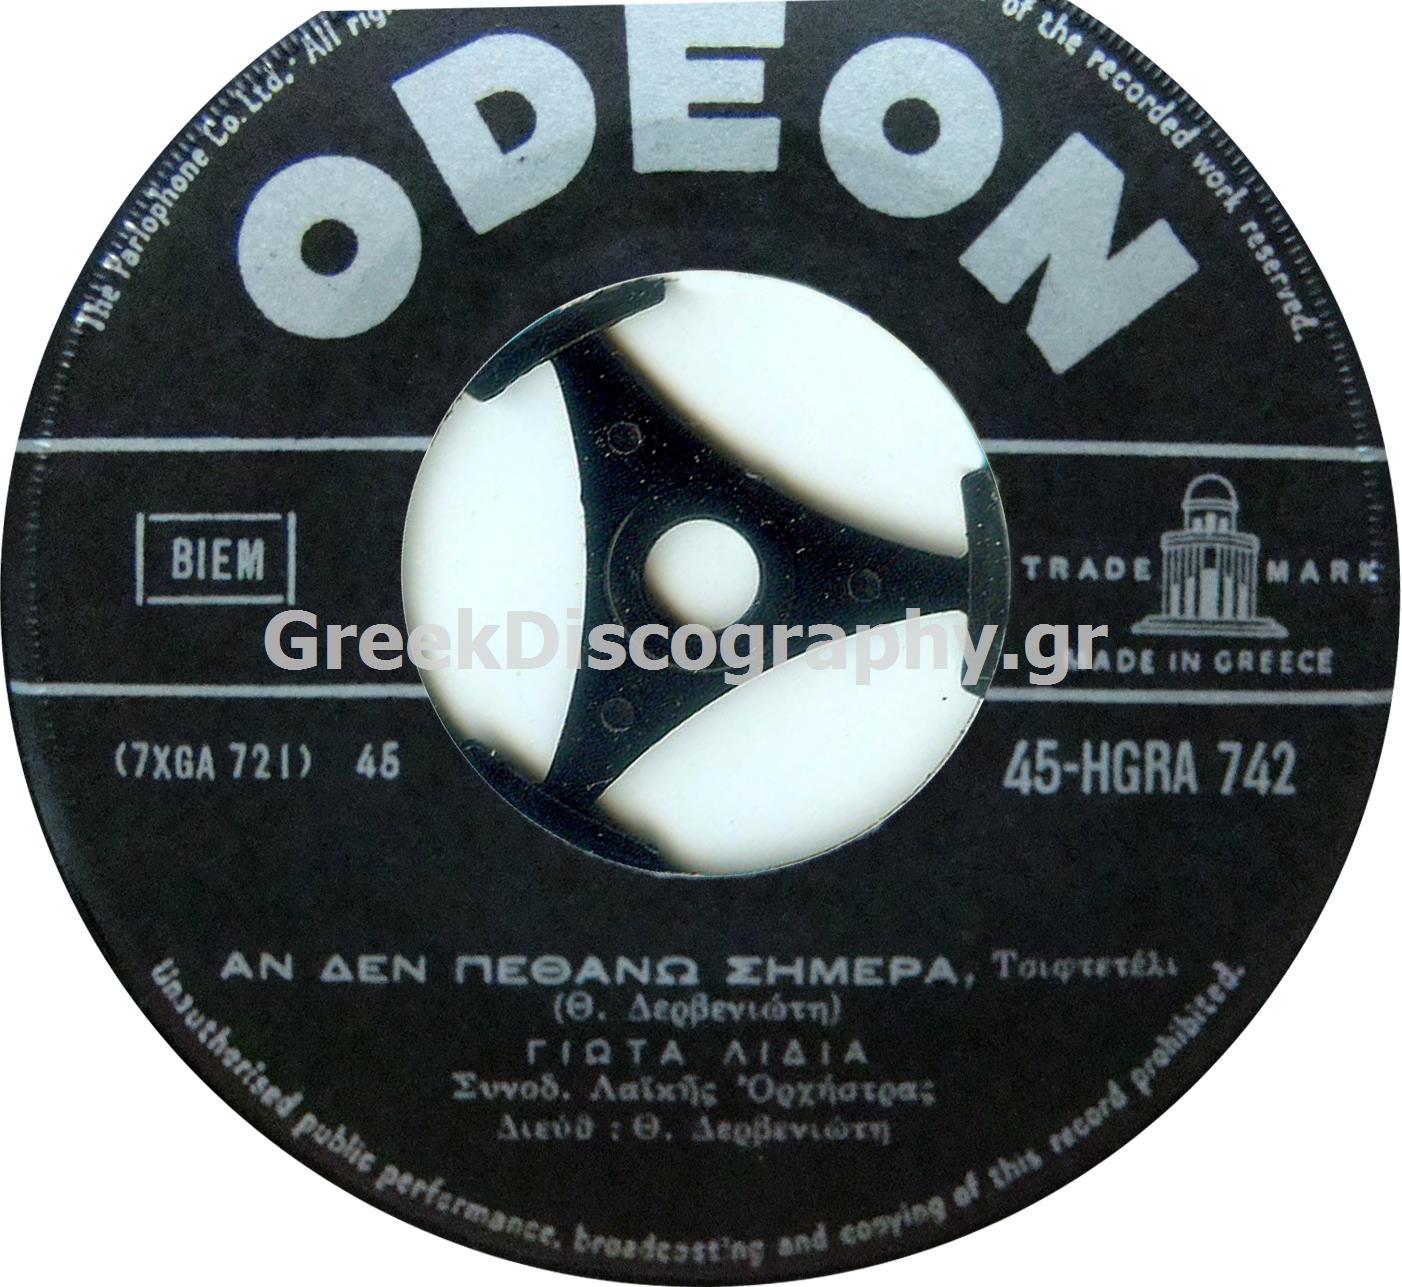 The Parlophone Co. Ltd. All rig
of the recorded work reserved.
ODEON
BIEM
TRADE MARK
MADE IN GREECE
GreekDiscography.gr
(7XGA 721) 45
45-HGRA 742
ΑΝ ΔΕΝ ΠΕΘΑΝΩ ΣΗΜΕΡΑ, Τσιφτετέλι
(Θ. Δερβενιώτη)
ΓΙΩΤΑ ΛΙΔΙΑ
Συνοδ. Λαϊκῆς Ὀρχήστρας
Διεύθ : Θ. Δερβενιώτη
Unauthorised public performance, broadcasting and copying of this record prohibited.